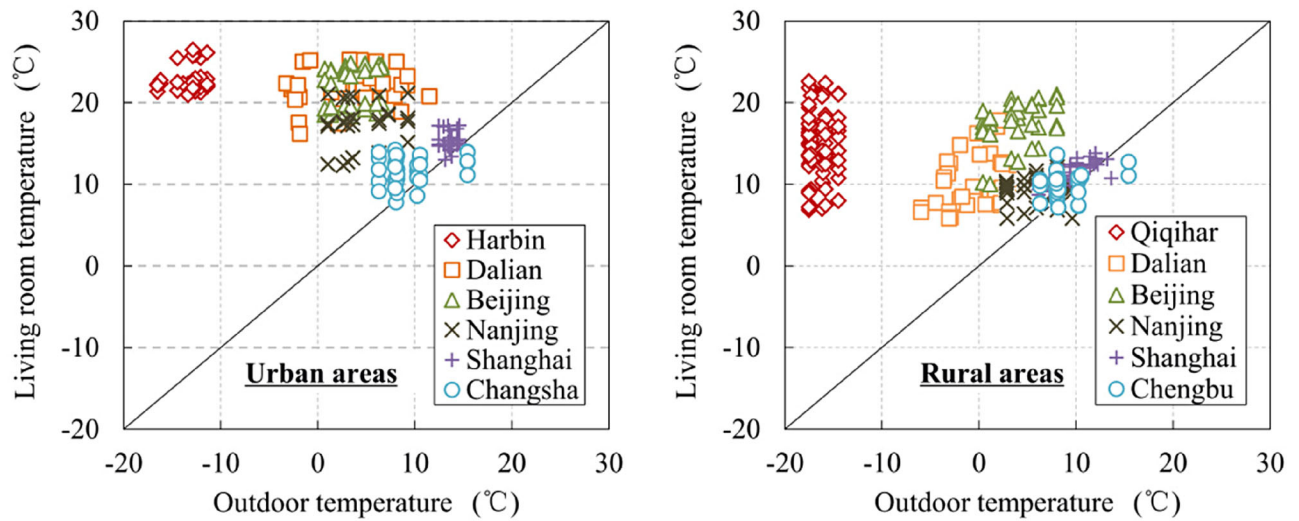 30
20
10
0
-10
-20
Living room temperature (℃)
Harbin
Dalian
Beijing
Nanjing
Shanghai
Changsha
Urban areas
-20 -10 0 10 20 30
Outdoor temperature (℃)
30
20
10
0
-10
-20
Living room temperature (℃)
Qiqihar
Dalian
Beijing
Nanjing
Shanghai
Chengbu
Rural areas
-20 -10 0 10 20 30
Outdoor temperature (℃)